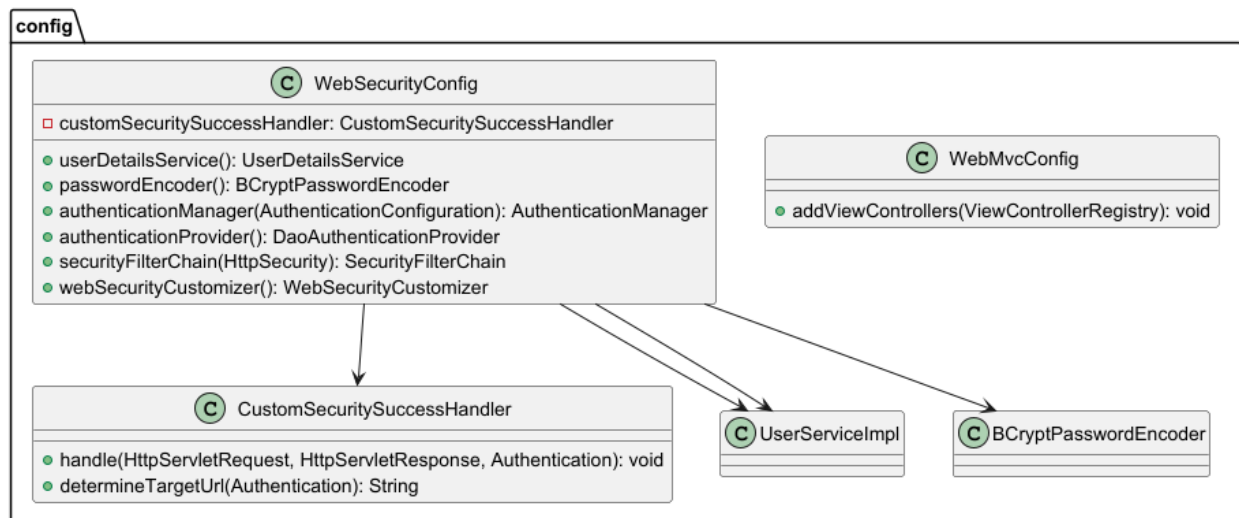 config
C WebSecurityConfig
customSecuritySuccessHandler: CustomSecuritySuccessHandler
userDetailsService(): UserDetailsService
passwordEncoder(): BCryptPasswordEncoder
authenticationManager(AuthenticationConfiguration): AuthenticationManager
authenticationProvider(): DaoAuthenticationProvider
securityFilterChain(HttpSecurity): SecurityFilterChain
webSecurityCustomizer(): WebSecurityCustomizer
C WebMvcConfig
addViewControllers(ViewControllerRegistry): void
C CustomSecuritySuccessHandler
handle(HttpServletRequest, HttpServletResponse, Authentication): void
determineTargetUrl(Authentication): String
C UserServiceImpl
C BCryptPasswordEncoder